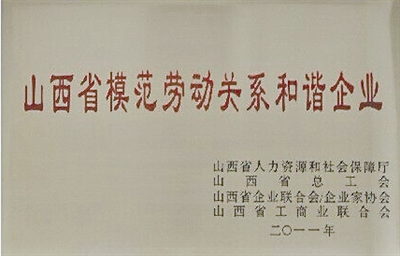 山西省模范劳动关系和谐企业
山西省人力资源和社会保障厅
山西省总工会
山西省企业联合会/企业家协会
山西省工商业联合会
二〇一一年